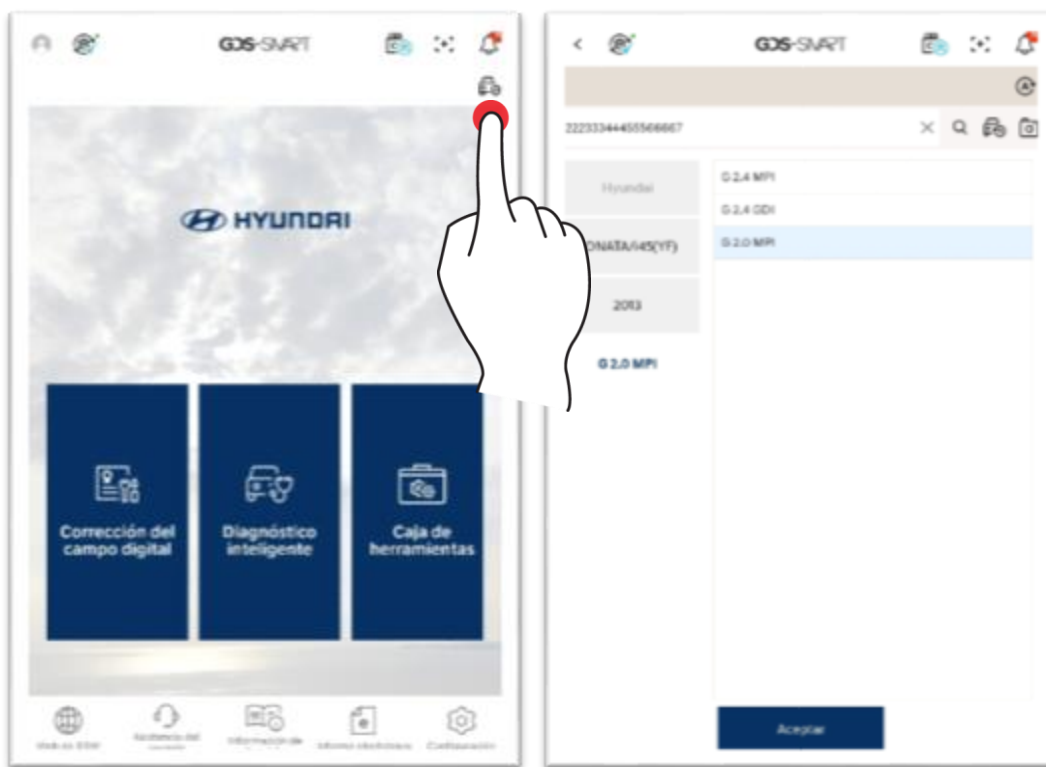 GDS-SMART
HYUNDAI
Corrección del
campo digital
Diagnóstico
inteligente
Caja de
herramientas
Configuración
GDS-SMART
Hyundai
ONATA/i45(YF)
2013
G 2.0 MPI
G 2,4 MPI
G 2,4 GDI
G 2.0 MPI
Aceptar